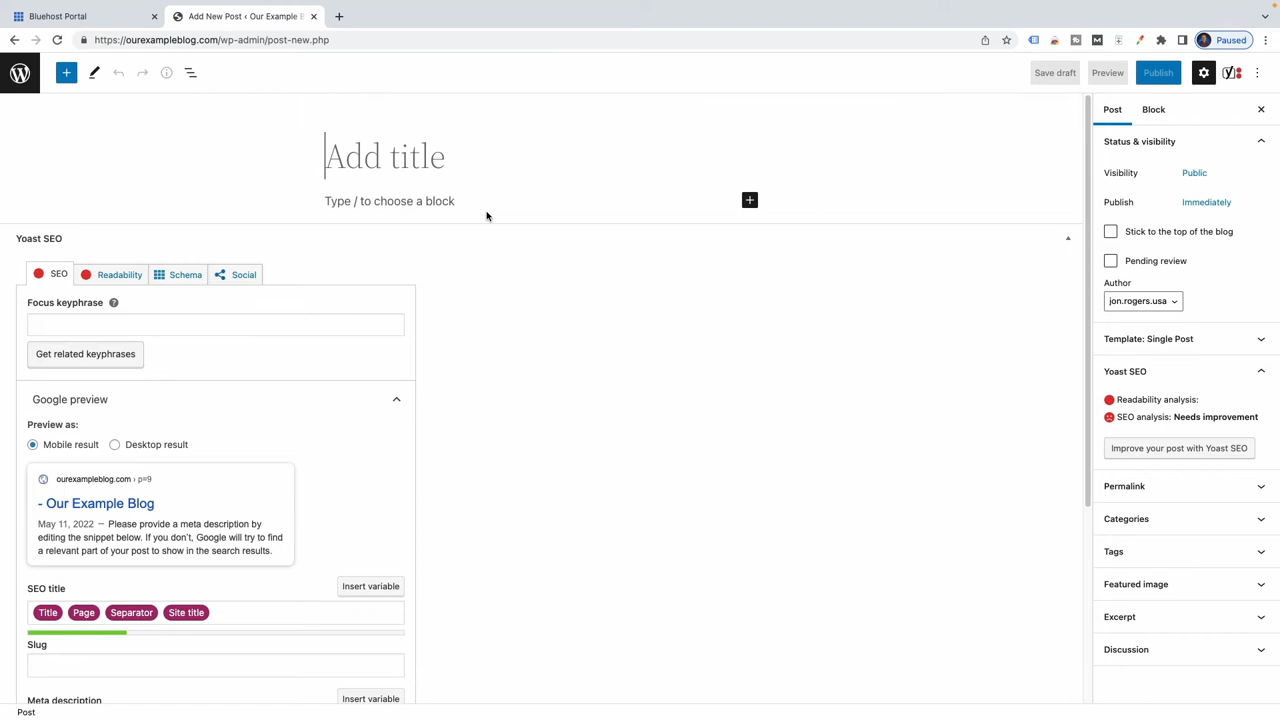 Bluehost Portal
Add New Post ‹ Our Example B
https://ourexampleblog.com/wp-admin/post-new.php
Paused
Save draft
Preview
Publish
Add title
Type / to choose a block
Yoast SEO
SEO
Readability
Schema
Social
Focus keyphrase
Get related keyphrases
Google preview
Preview as:
Mobile result
Desktop result
ourexampleblog.com › p=9
- Our Example Blog
May 11, 2022 – Please provide a meta description by
editing the snippet below. If you don't, Google will try to find
a relevant part of your post to show in the search results.
SEO title
Insert variable
Title Page Separator Site title
Slug
Meta description
Insert variable
Post
Post
Block
Status & visibility
Visibility
Public
Publish
Immediately
Stick to the top of the blog
Pending review
Author
jon.rogers.usa
Template: Single Post
Yoast SEO
Readability analysis:
SEO analysis: Needs improvement
Improve your post with Yoast SEO
Permalink
Categories
Tags
Featured image
Excerpt
Discussion